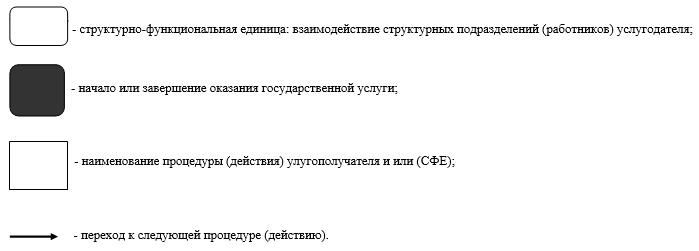 - структурно-функциональная единица: взаимодействие структурных подразделений (работников) услугодателя;
- начало или завершение оказания государственной услуги;
- наименование процедуры (действия) улугополучателя и или (СФЕ);
- переход к следующей процедуре (действию).